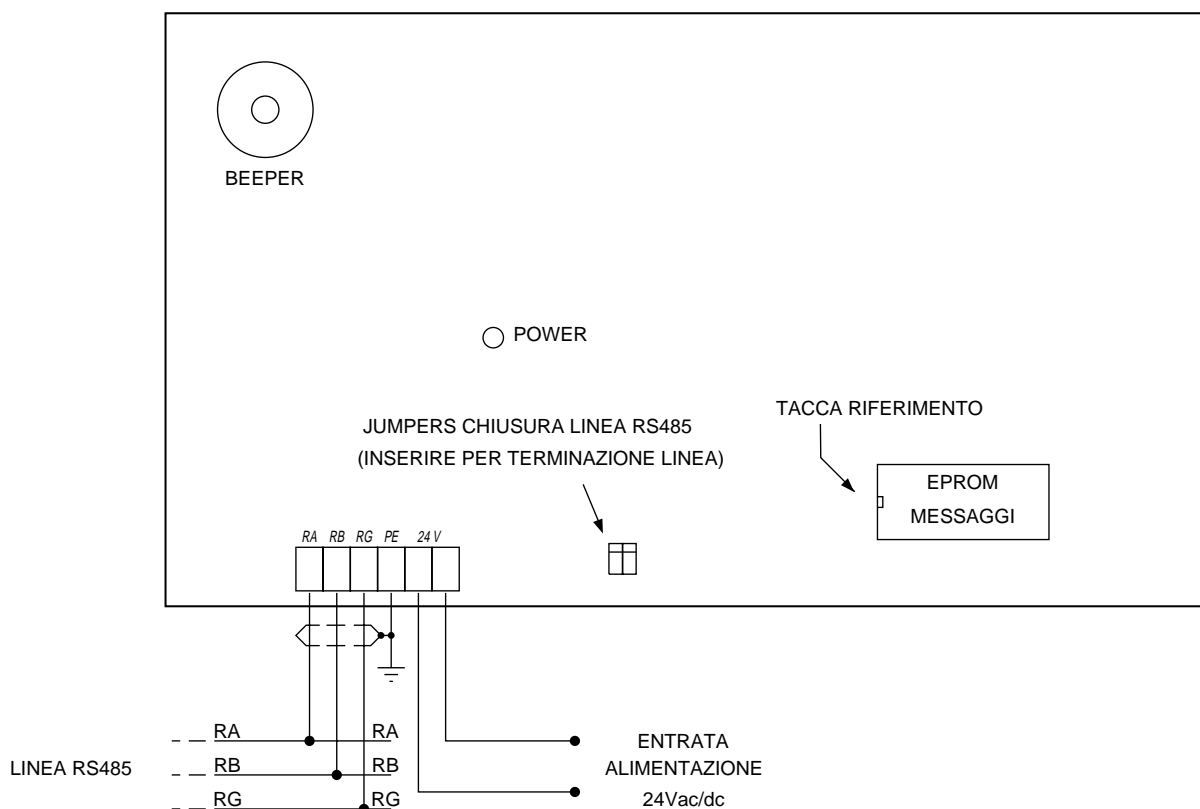 BEEPER
POWER
JUMPERS CHIUSURA LINEA RS485
(INSERIRE PER TERMINAZIONE LINEA)
TACCA RIFERIMENTO
EPROM
MESSAGGI
RA RB RG PE 24 V
LINEA RS485
RA RA
RB RB
RG RG
ENTRATA
ALIMENTAZIONE
24Vac/dc